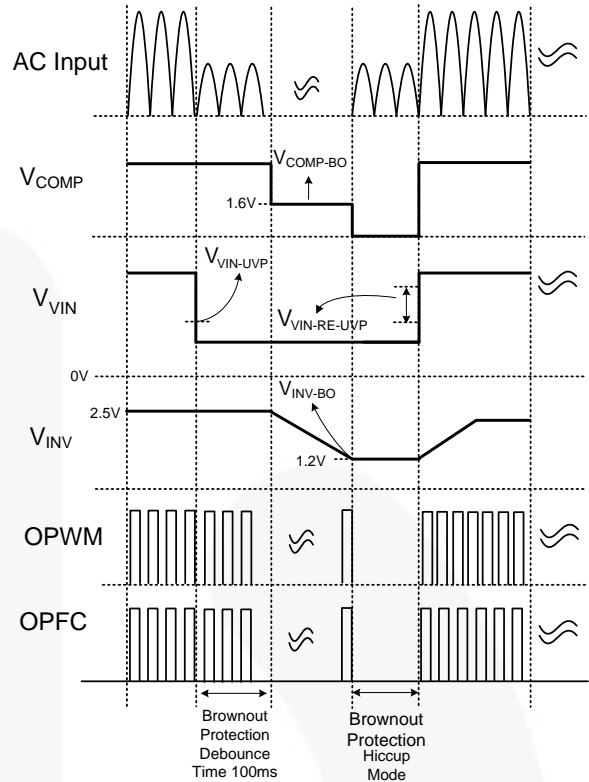 AC Input
VCOMP
VCOMP-BO
1.6V
VVIN
VVIN-UVP
VVIN-RE-UVP
0V
VINV-BO
2.5V
VINV
1.2V
OPWM
OPFC
Brownout
Protection
Debounce
Time 100ms
Brownout
Protection
Hiccup
Mode